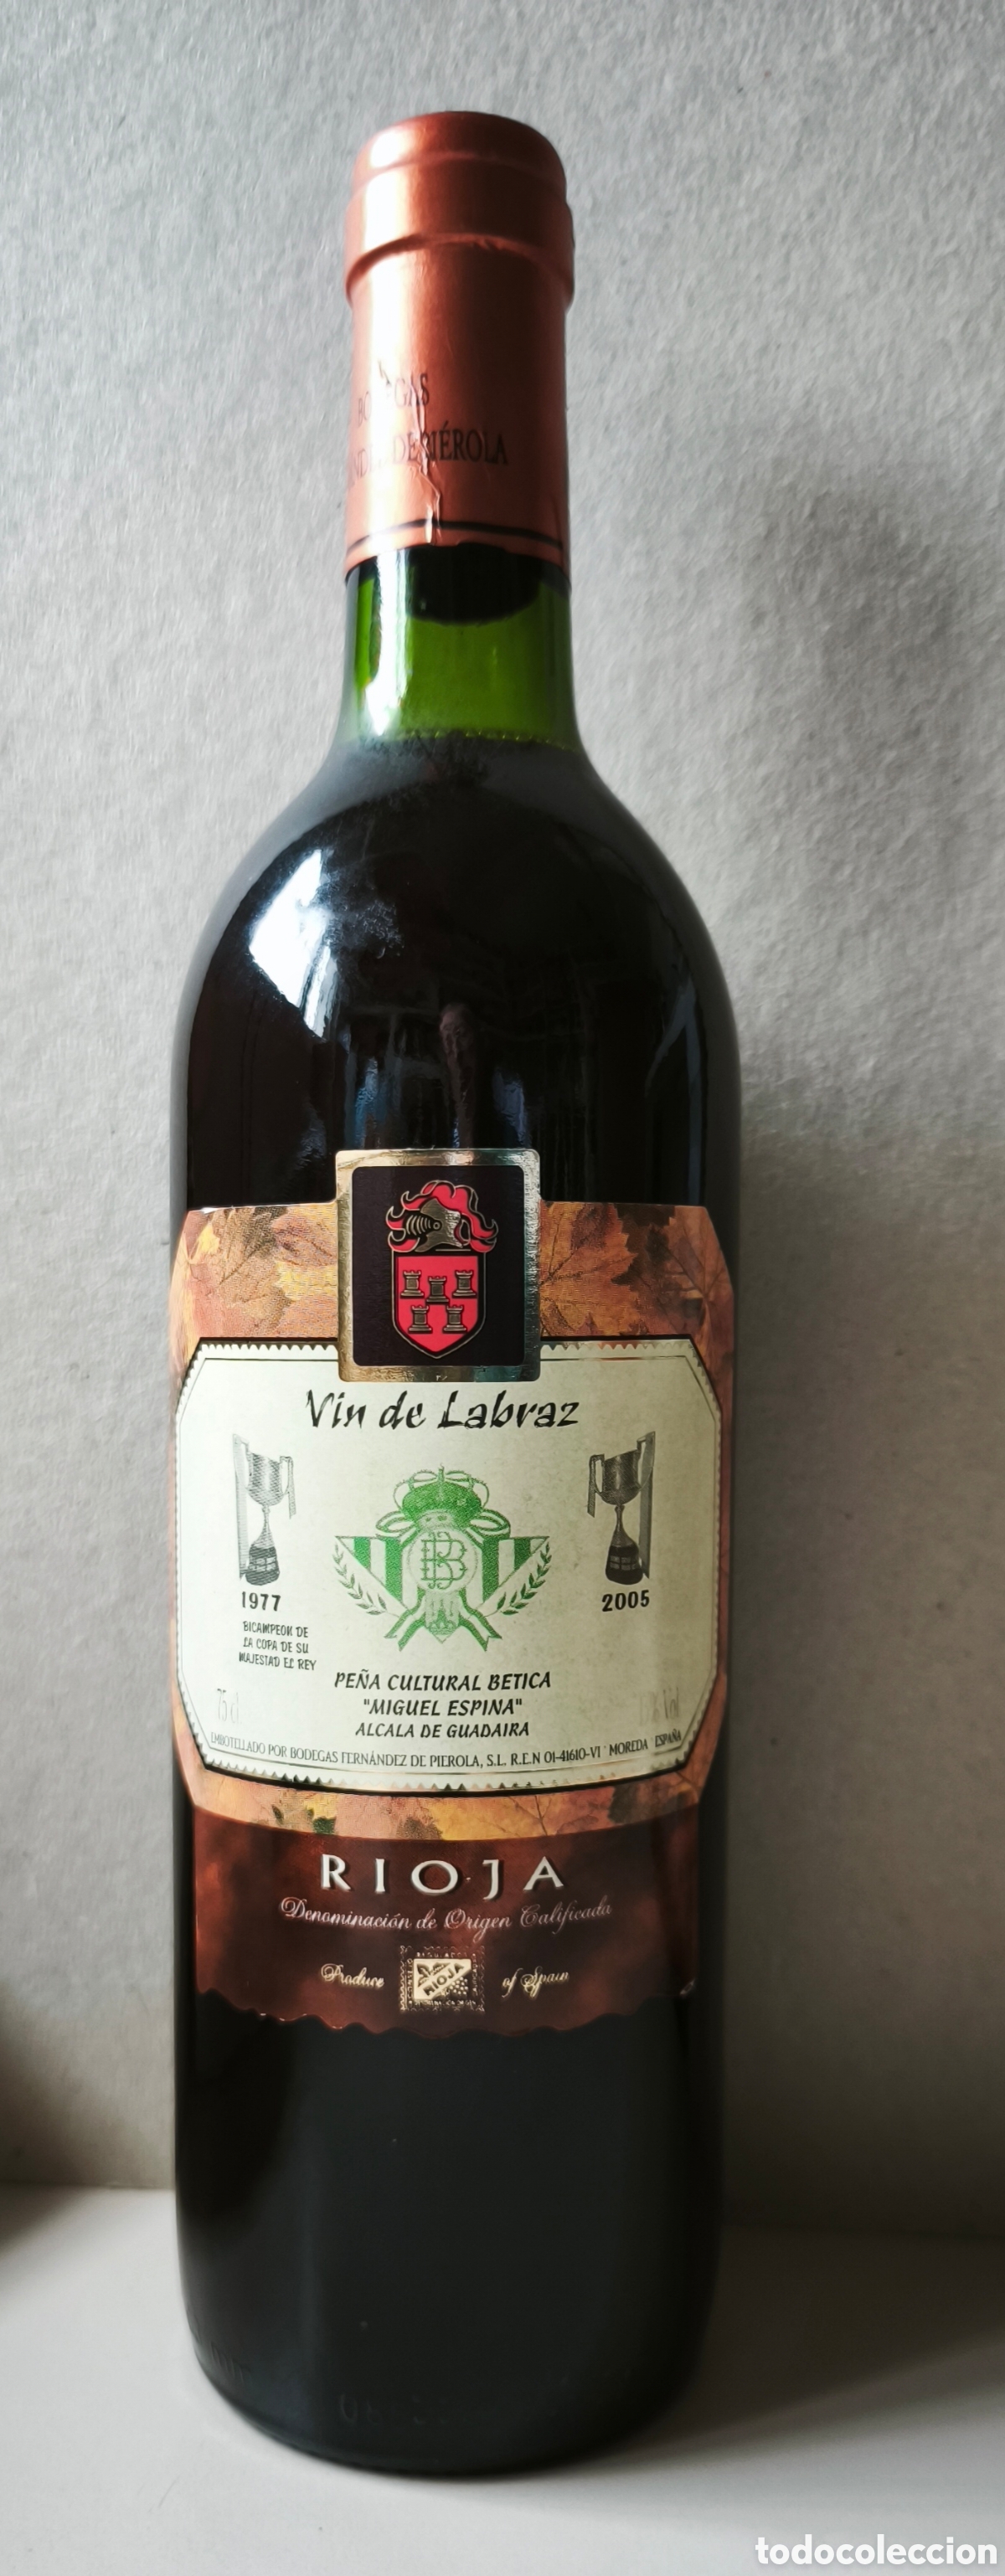 BODEGAS
DE PIÉROLA
Vin de Labraz
1977
2005
BICAMPEON DE
LA COPA DE SU
MAJESTAD EL REY
PEÑA CULTURAL BETICA
"MIGUEL ESPINA"
ALCALA DE GUADAIRA
75 cl
% Vol
EMBOTELLADO POR BODEGAS FERNÁNDEZ DE PIEROLA, S.L. R.E.N 01-41610-VI · MOREDA · ESPAÑA
RIOJA
Denominación de Origen Calificada
Produce of Spain
RIOJA
todocoleccion